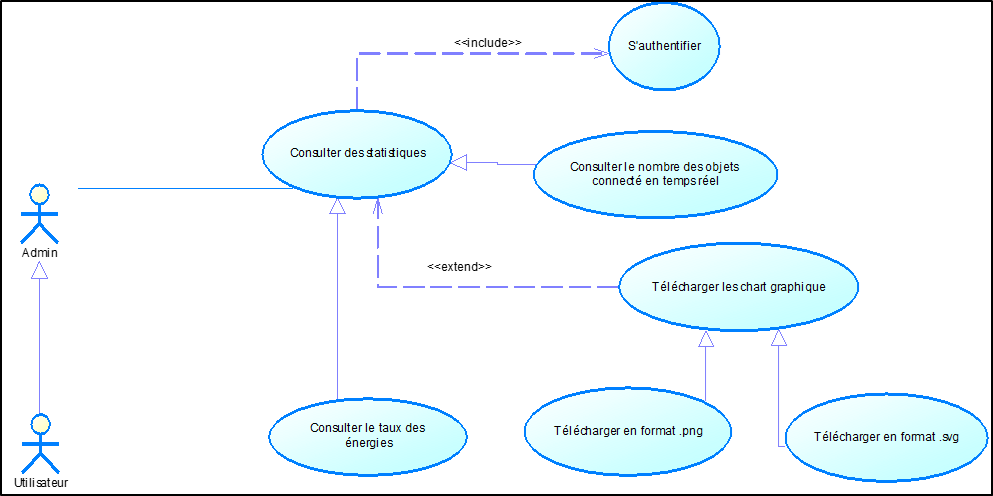 <<include>>
S'authentifier
Consulter des statistiques
Consulter le nombre des objets
connecté en temps réel
Admin
<<extend>>
Télécharger les chart graphique
Consulter le taux des
énergies
Télécharger en format .png
Télécharger en format .svg
Utilisateur